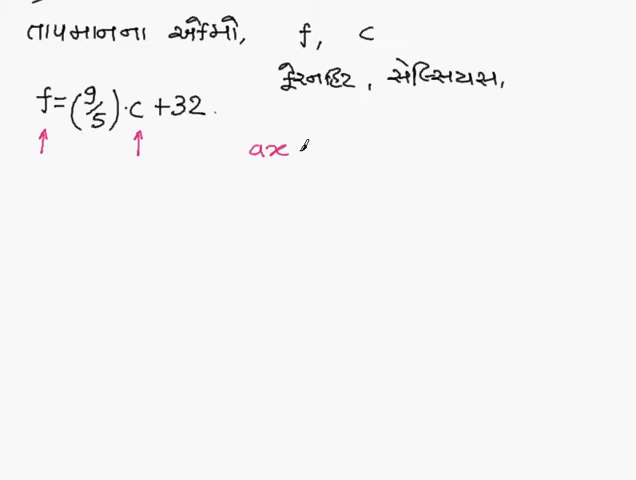 તાપમાનના એકમો, f, c
ફેરનહિટ, સેલ્સિયસ,
f=(9/5)·c +32.
ax